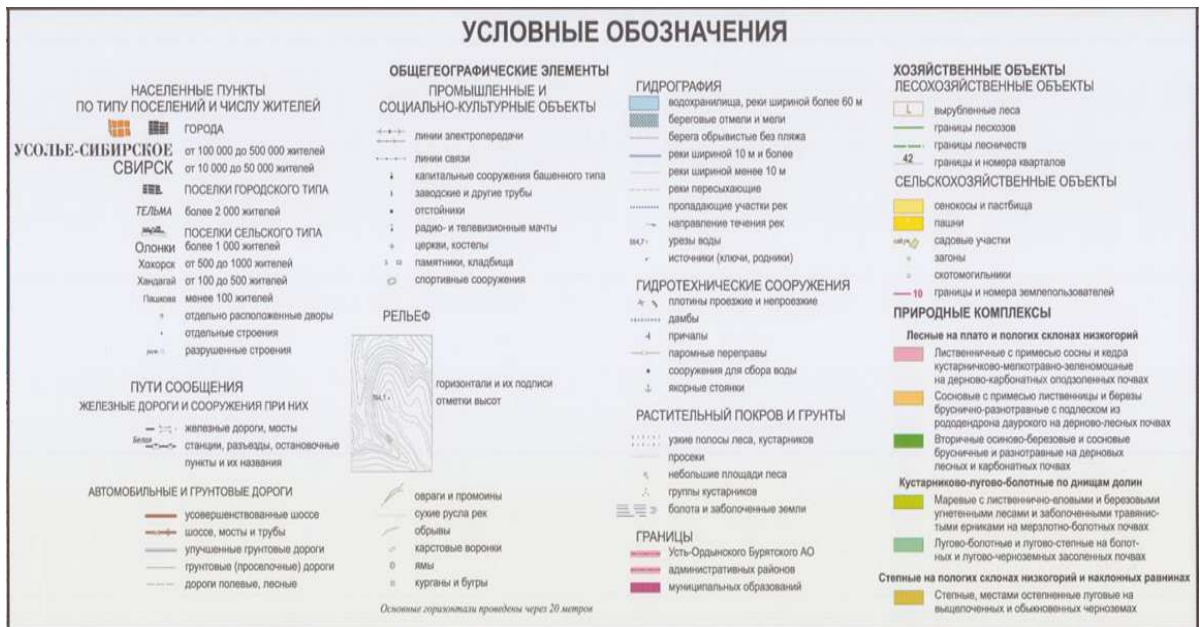 УСЛОВНЫЕ ОБОЗНАЧЕНИЯ
НАСЕЛЕННЫЕ ПУНКТЫ
ПО ТИПУ ПОСЕЛЕНИЙ И ЧИСЛУ ЖИТЕЛЕЙ
ГОРОДА
УСОЛЬЕ-СИБИРСКОЕ от 100 000 до 500 000 жителей
СВИРСК от 10 000 до 50 000 жителей
ПОСЕЛКИ ГОРОДСКОГО ТИПА
ТЕЛЬМА более 2 000 жителей
ПОСЕЛКИ СЕЛЬСКОГО ТИПА
Олонки более 1 000 жителей
Хохорск от 500 до 1000 жителей
Хандагай от 100 до 500 жителей
Пашкова менее 100 жителей
отдельно расположенные дворы
отдельные строения
разв. разрушенные строения
ПУТИ СООБЩЕНИЯ
ЖЕЛЕЗНЫЕ ДОРОГИ И СООРУЖЕНИЯ ПРИ НИХ
железные дороги, мосты
Белая станции, разъезды, остановочные
пункты и их названия
АВТОМОБИЛЬНЫЕ И ГРУНТОВЫЕ ДОРОГИ
усовершенствованные шоссе
шоссе, мосты и трубы
улучшенные грунтовые дороги
грунтовые (проселочные) дороги
дороги полевые, лесные
ОБЩЕГЕОГРАФИЧЕСКИЕ ЭЛЕМЕНТЫ
ПРОМЫШЛЕННЫЕ И
СОЦИАЛЬНО-КУЛЬТУРНЫЕ ОБЪЕКТЫ
линии электропередачи
линии связи
капитальные сооружения башенного типа
заводские и другие трубы
отстойники
радио- и телевизионные мачты
церкви, костелы
памятники, кладбища
спортивные сооружения
РЕЛЬЕФ
горизонтали и их подписи
отметки высот
овраги и промоины
сухие русла рек
обрывы
карстовые воронки
ямы
курганы и бугры
Основные горизонтали проведены через 20 метров
ГИДРОГРАФИЯ
водохранилища, реки шириной более 60 м
береговые отмели и мели
берега обрывистые без пляжа
реки шириной 10 м и более
реки шириной менее 10 м
реки пересыхающие
пропадающие участки рек
направление течения рек
урезы воды
источники (ключи, родники)
ГИДРОТЕХНИЧЕСКИЕ СООРУЖЕНИЯ
плотины проезжие и непроезжие
дамбы
причалы
паромные переправы
сооружения для сбора воды
якорные стоянки
РАСТИТЕЛЬНЫЙ ПОКРОВ И ГРУНТЫ
узкие полосы леса, кустарников
просеки
небольшие площади леса
группы кустарников
болота и заболоченные земли
ГРАНИЦЫ
Усть-Ордынского Бурятского АО
административных районов
муниципальных образований
ХОЗЯЙСТВЕННЫЕ ОБЪЕКТЫ
ЛЕСОХОЗЯЙСТВЕННЫЕ ОБЪЕКТЫ
L вырубленные леса
границы лесхозов
границы лесничеств
42 границы и номера кварталов
СЕЛЬСКОХОЗЯЙСТВЕННЫЕ ОБЪЕКТЫ
сенокосы и пастбища
пашни
садовые участки
загоны
скотомогильники
10 границы и номера землепользователей
ПРИРОДНЫЕ КОМПЛЕКСЫ
Лесные на плато и пологих склонах низкогорий
Лиственничные с примесью сосны и кедра
кустарничково-мелкотравно-зеленомошные
на дерново-карбонатных оподзоленных почвах
Сосновые с примесью лиственницы и березы
бруснично-разнотравные с подлеском из
рододендрона даурского на дерново-лесных почвах
Вторичные осиново-березовые и сосновые
брусничные и разнотравные на дерновых
лесных и карбонатных почвах
Кустарниково-лугово-болотные по днищам долин
Маревые с лиственнично-еловыми и березовыми
угнетенными лесами и заболоченными травянис-
тыми ерниками на мерзлотно-болотных почвах
Лугово-болотные и лугово-степные на болот-
ных и лугово-черноземных засоленных почвах
Степные на пологих склонах низкогорий и наклонных равнинах
Степные, местами остепненные луговые на
выщелоченных и обыкновенных черноземах